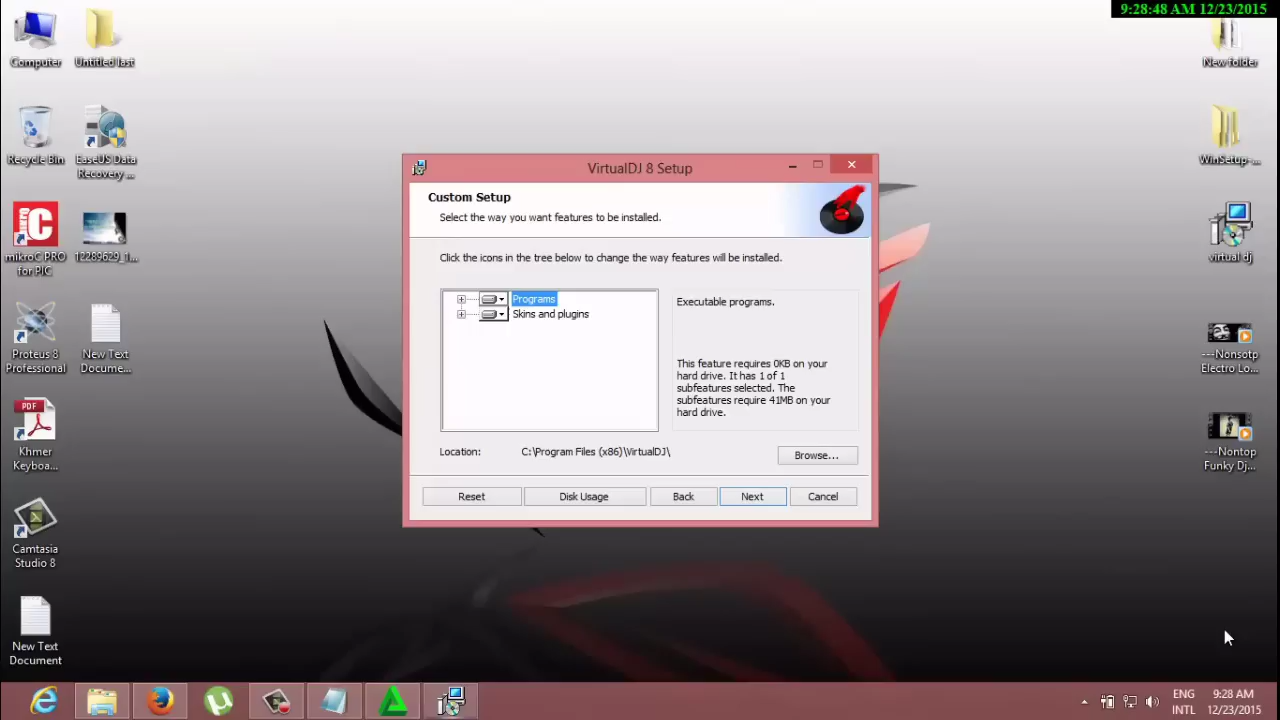 9:28:48 AM 12/23/2015
Computer
Untitled last
Recycle Bin
EaseUS Data
Recovery ...
mikroC PRO
for PIC
12289629_1...
Proteus 8
Professional
New Text
Docume...
PDF
Khmer
Keyboa...
Camtasia
Studio 8
New Text
Document
VirtualDJ 8 Setup
Custom Setup
Select the way you want features to be installed.
Click the icons in the tree below to change the way features will be installed.
Programs
Skins and plugins
Executable programs.
This feature requires 0KB on your
hard drive. It has 1 of 1
subfeatures selected. The
subfeatures require 41MB on your
hard drive.
Location:
C:\Program Files (x86)\VirtualDJ\
Browse...
Reset
Disk Usage
Back
Next
Cancel
New folder
WinSetup-...
virtual dj
---Nonsotp
Electro Lo...
---Nontop
Funky Dj...
ENG
INTL
9:28 AM
12/23/2015